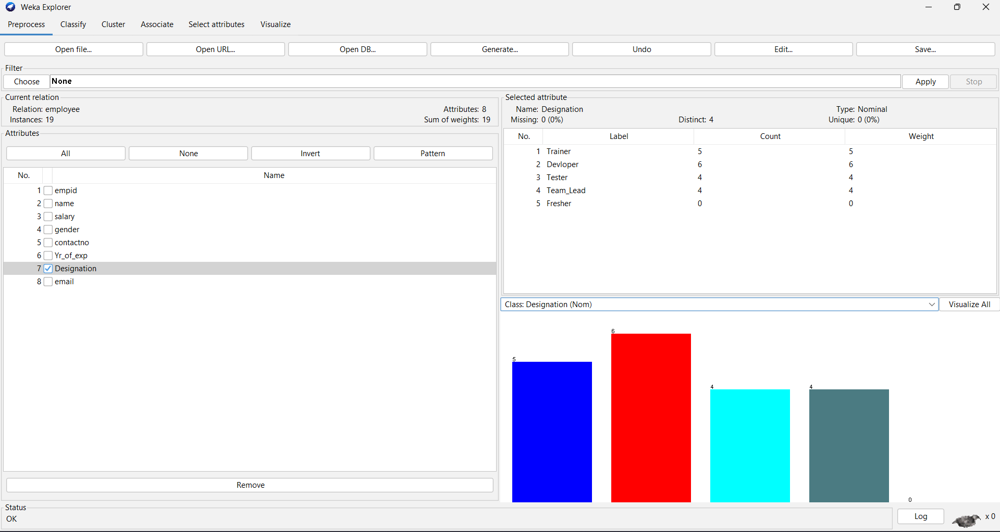 Weka Explorer
Preprocess Classify Cluster Associate Select attributes Visualize
Open file... Open URL... Open DB... Generate... Undo Edit... Save...
Filter
Choose None Apply Stop
Current relation
Relation: employee Attributes: 8
Instances: 19 Sum of weights: 19
Attributes
All None Invert Pattern
No. Name
1 empid
2 name
3 salary
4 gender
5 contactno
6 Yr_of_exp
7 Designation
8 email
Remove
Selected attribute
Name: Designation Type: Nominal
Missing: 0 (0%) Distinct: 4 Unique: 0 (0%)
No. Label Count Weight
1 Trainer 5 5
2 Devloper 6 6
3 Tester 4 4
4 Team_Lead 4 4
5 Fresher 0 0
Class: Designation (Nom) Visualize All
5 6 4 4 0
Status
OK
Log x 0